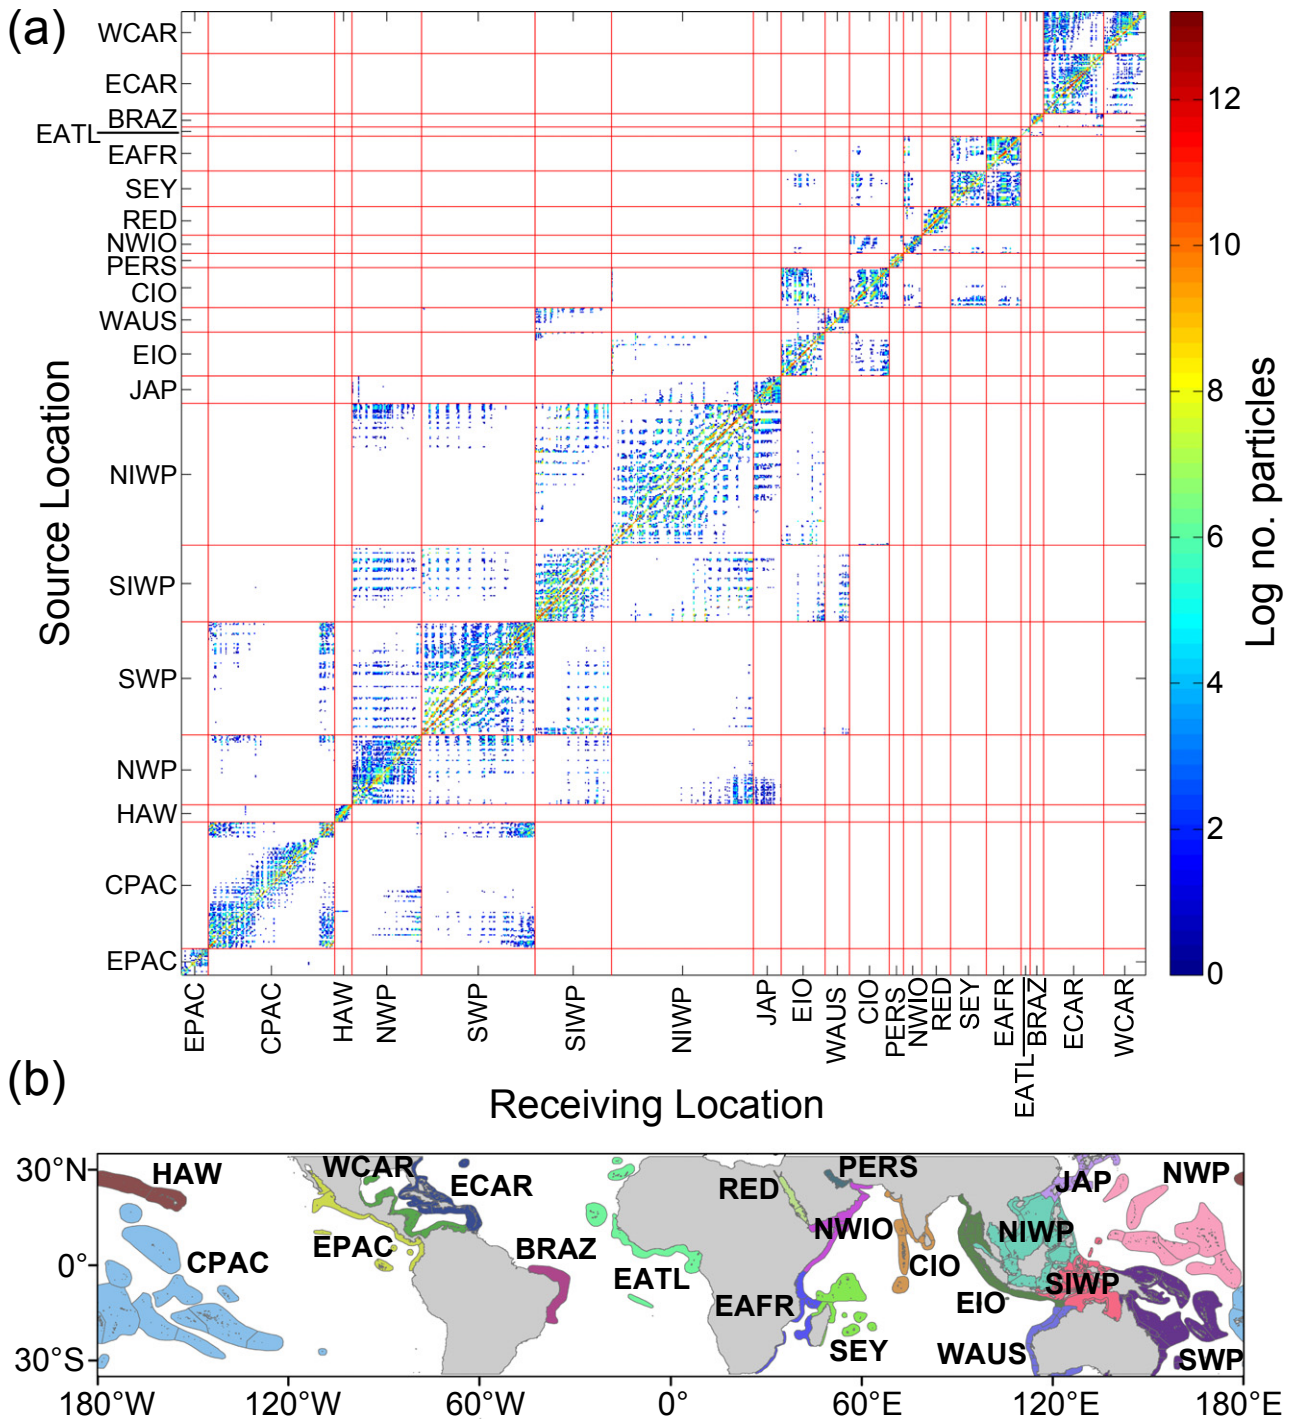 (a)
WCAR
ECAR
BRAZ
EATL
EAFR
SEY
RED
NWIO
PERS
CIO
WAUS
EIO
JAP
NIWP
SIWP
SWP
NWP
HAW
CPAC
EPAC
Source Location
12
10
8
6
4
2
0
Log no. particles
EPAC
CPAC
HAW
NWP
SWP
SIWP
NIWP
JAP
EIO
WAUS
CIO
PERS
NWIO
RED
SEY
EAFR
EATL
BRAZ
ECAR
WCAR
Receiving Location
(b)
30°N
0°
30°S
HAW
WCAR
ECAR
PERS
RED
JAP
NWP
CPAC
EPAC
BRAZ
EATL
NWIO
CIO
NIWP
SIWP
EAFR
EIO
SEY
WAUS
SWP
180°W
120°W
60°W
0°
60°E
120°E
180°E